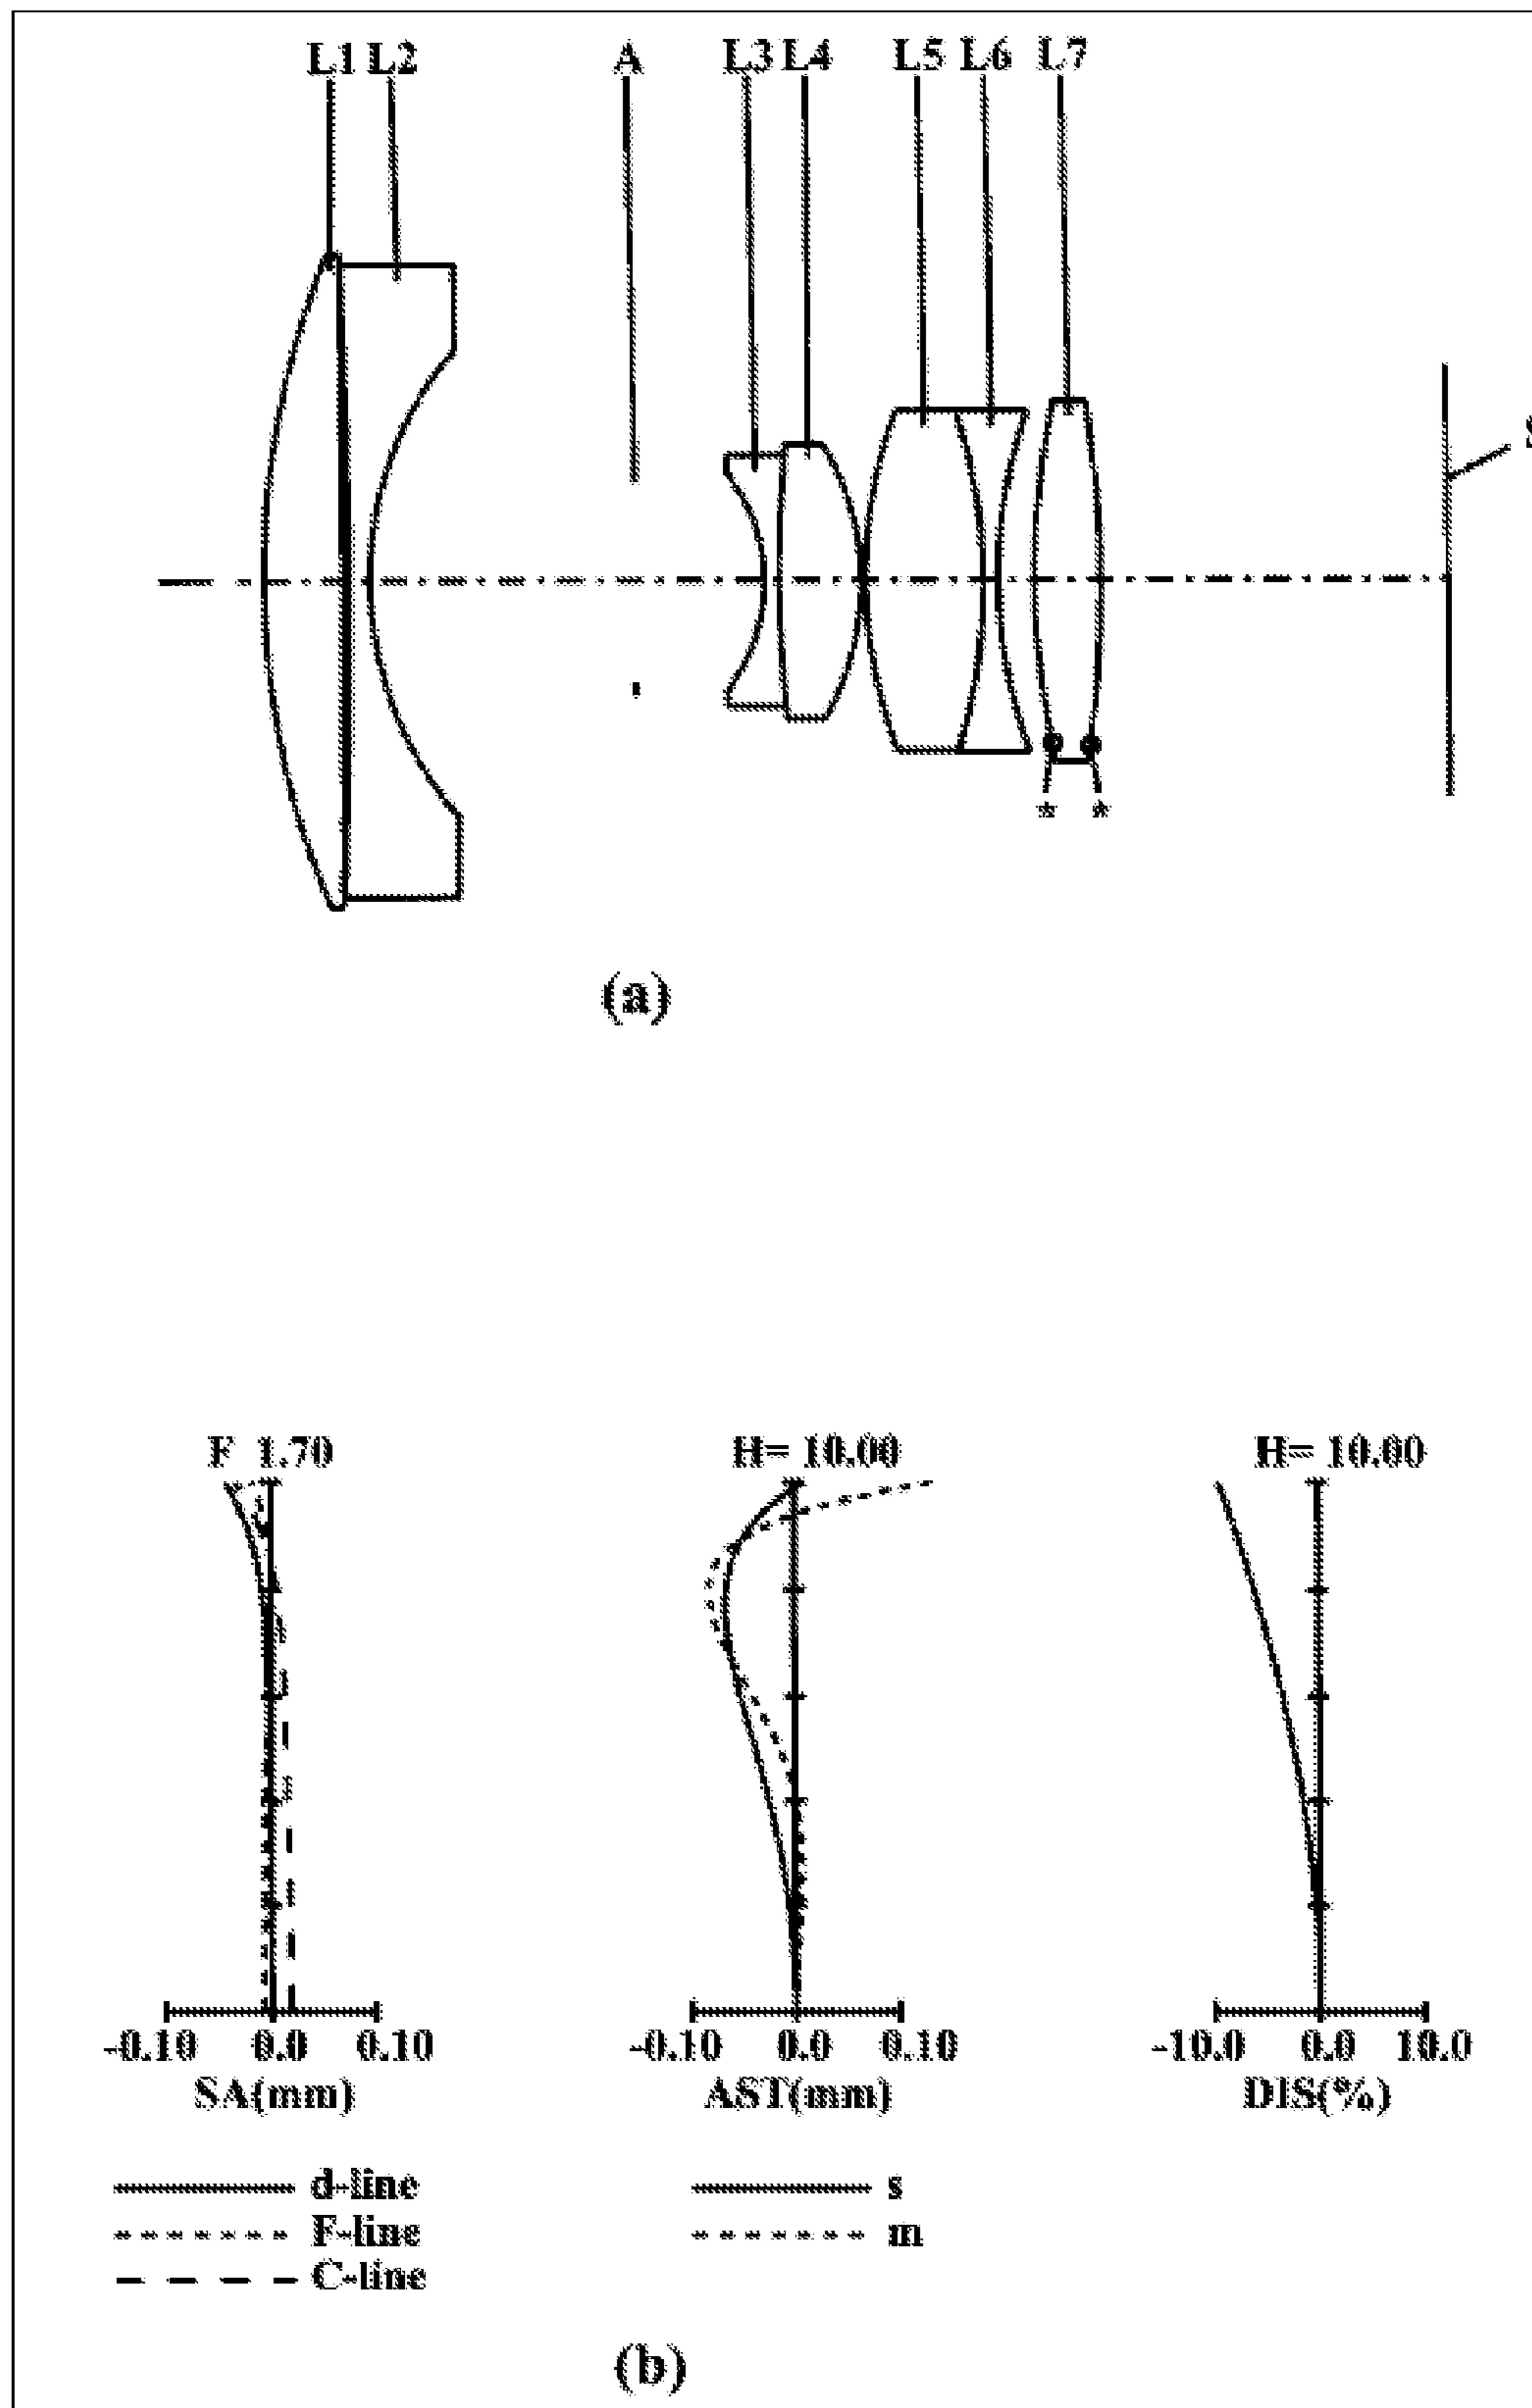 L1 L2 A L3 L4 L5 L6 L7
* *
(a)
F 1.70 H= 10.00 H= 10.00
-0.10 0.0 0.10 -0.10 0.0 0.10 -10.0 0.0 10.0
SA(mm) AST(mm) DIS(%)
d-line s
F-line m
C-line
(b)